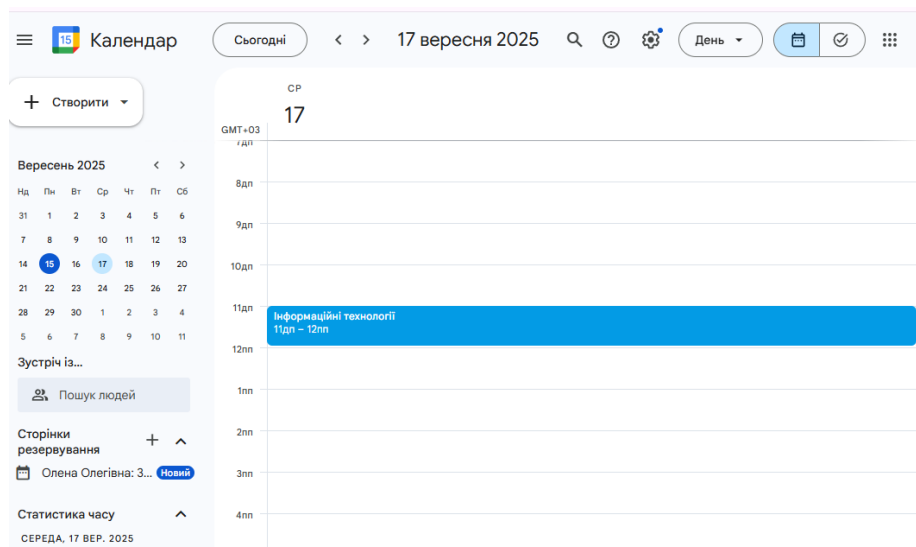 15 Календар Сьогодні 17 вересня 2025 День
Створити
СР
17
GMT+03
7дп
Вересень 2025
Нд Пн Вт Ср Чт Пт Сб
31 1 2 3 4 5 6
7 8 9 10 11 12 13
14 15 16 17 18 19 20
21 22 23 24 25 26 27
28 29 30 1 2 3 4
5 6 7 8 9 10 11
Зустріч із...
Пошук людей
Сторінки
резервування
Олена Олегівна: З... Новий
Статистика часу
СЕРЕДА, 17 ВЕР. 2025
8дп
9дп
10дп
11дп
Інформаційні технології
11дп – 12пп
12пп
1пп
2пп
3пп
4пп